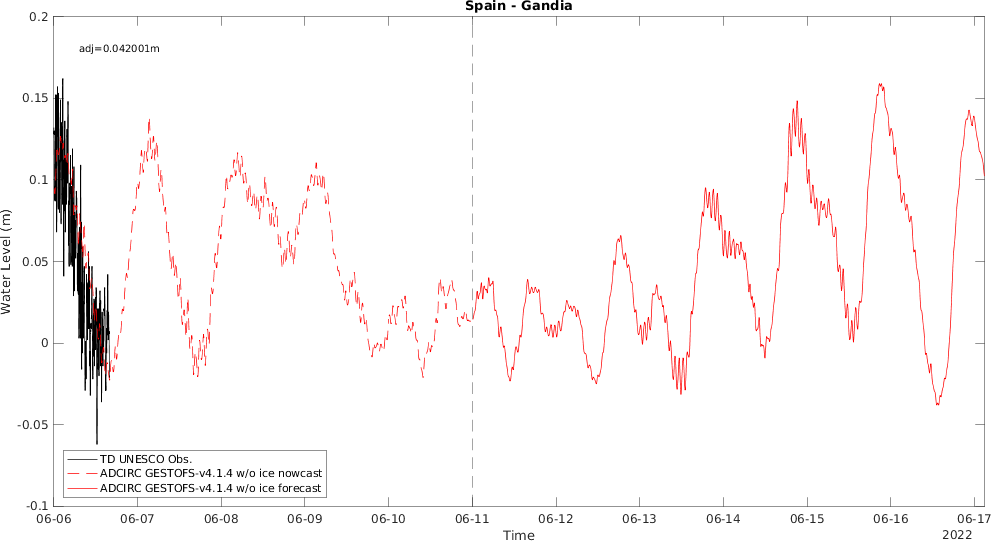 Spain - Gandia
adj=0.042001m
0.2
0.15
0.1
0.05
0
-0.05
-0.1
Water Level (m)
TD UNESCO Obs.
ADCIRC GESTOFS-v4.1.4 w/o ice nowcast
ADCIRC GESTOFS-v4.1.4 w/o ice forecast
06-06 06-07 06-08 06-09 06-10 06-11 06-12 06-13 06-14 06-15 06-16 06-17
Time
2022